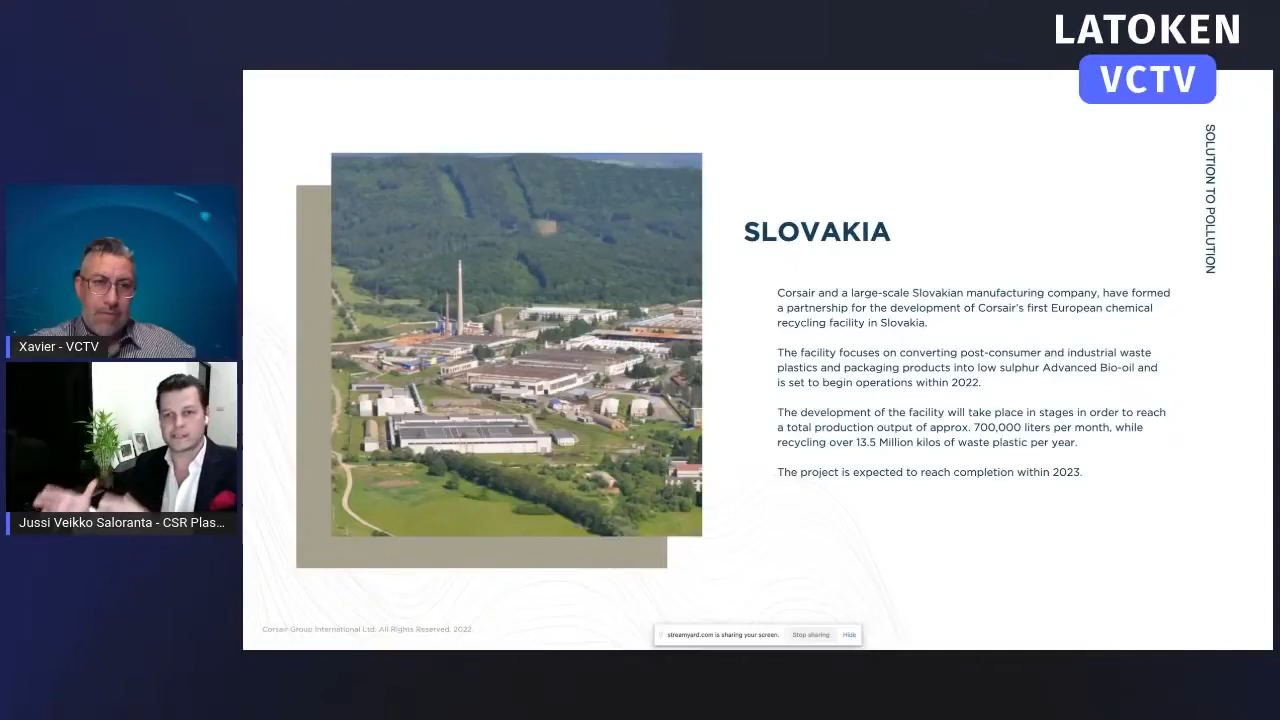 LATOKEN
VCTV
SOLUTION TO POLLUTION
SLOVAKIA
Corsair and a large-scale Slovakian manufacturing company, have formed
a partnership for the development of Corsair's first European chemical
recycling facility in Slovakia.
The facility focuses on converting post-consumer and industrial waste
plastics and packaging products into low sulphur Advanced Bio-oil and
is set to begin operations within 2022.
The development of the facility will take place in stages in order to reach
a total production output of approx. 700,000 liters per month, while
recycling over 13.5 Million kilos of waste plastic per year.
The project is expected to reach completion within 2023.
Xavier - VCTV
Jussi Veikko Saloranta - CSR Plas...
Corsair Group International Ltd. All Rights Reserved. 2022.
streamyard.com is sharing your screen.
Stop sharing
Hide